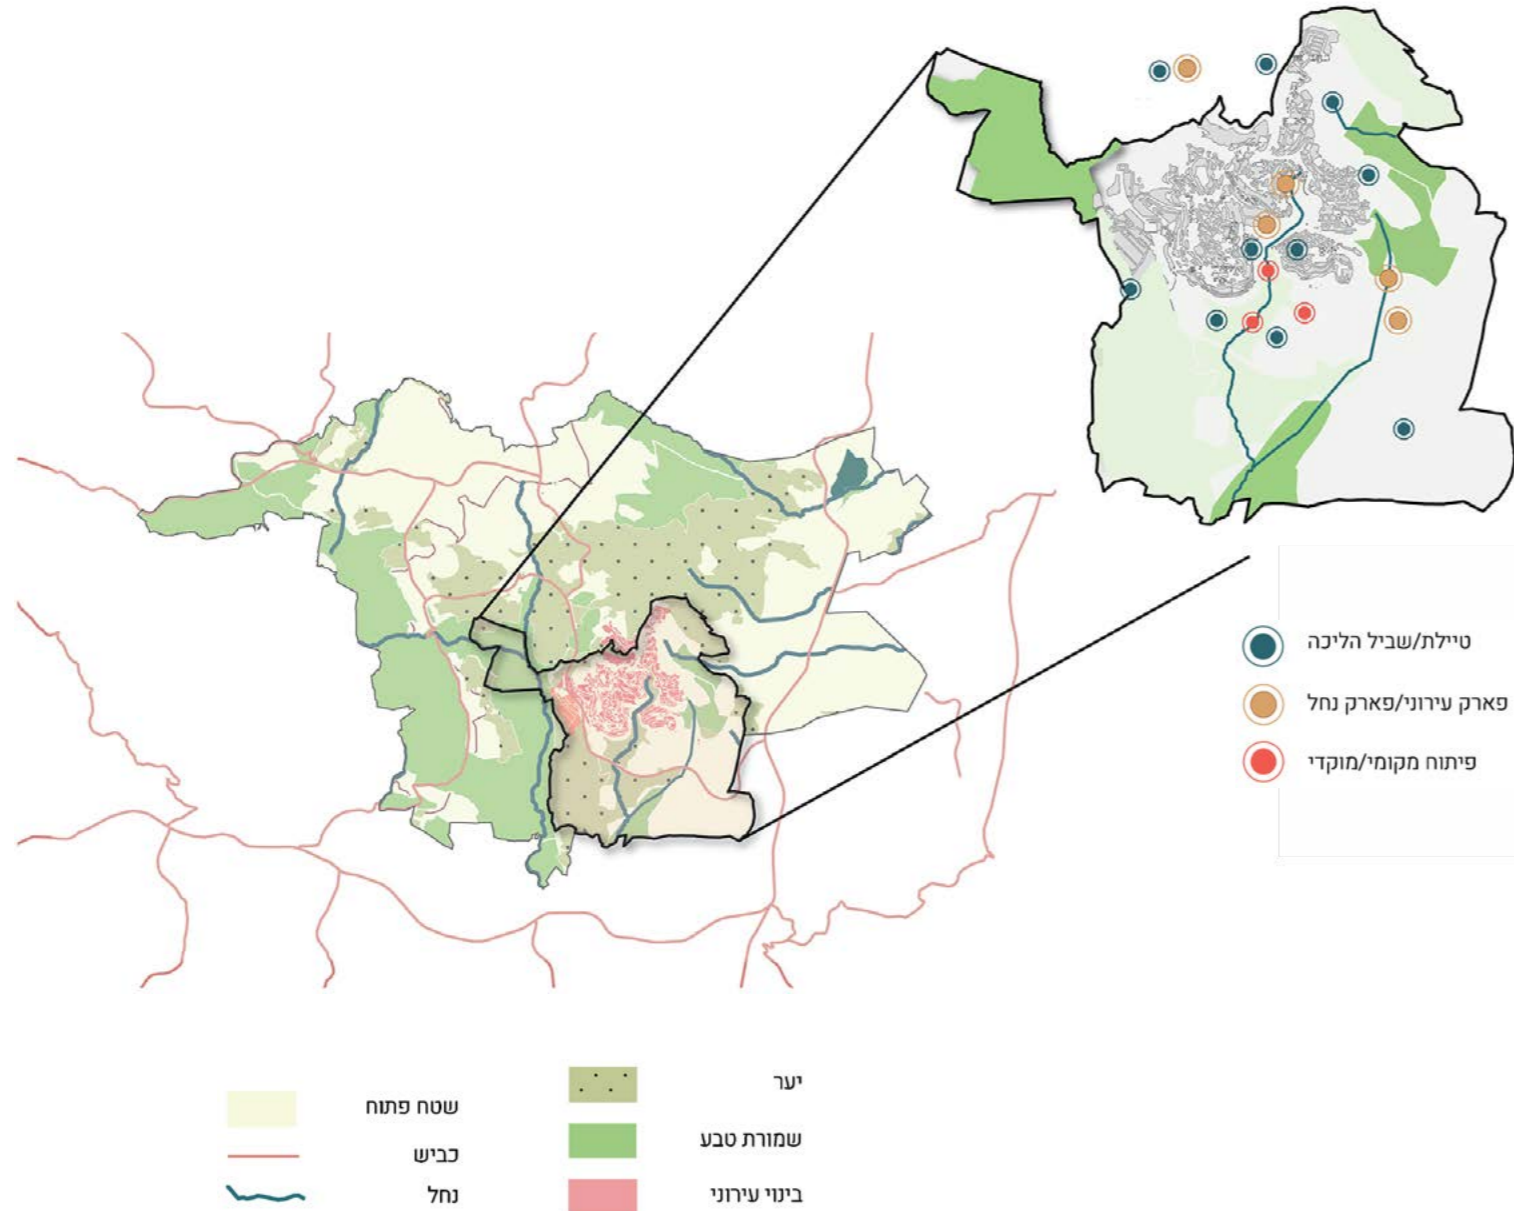 טיילת/שביל הליכה
פארק עירוני/פארק נחל
פיתוח מקומי/מוקדי
יער
שמורת טבע
בינוי עירוני
שטח פתוח
כביש
נחל